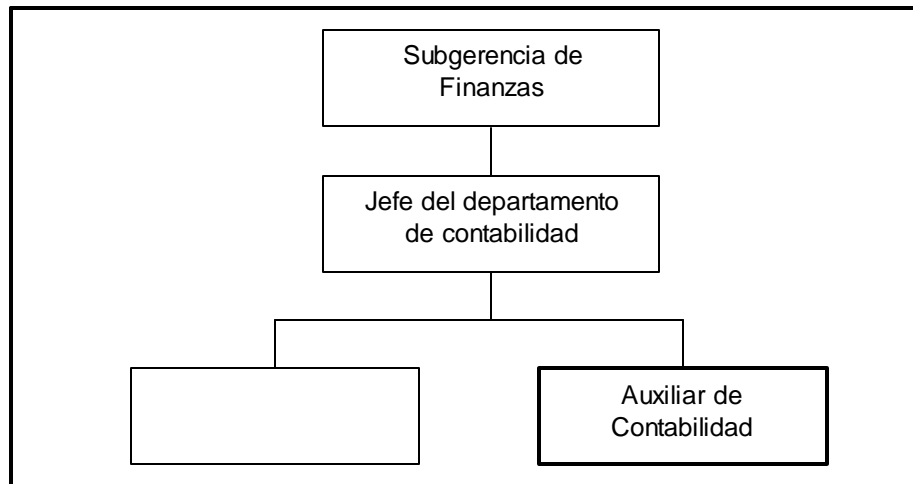 Subgerencia de
Finanzas
Jefe del departamento
de contabilidad
Auxiliar de
Contabilidad